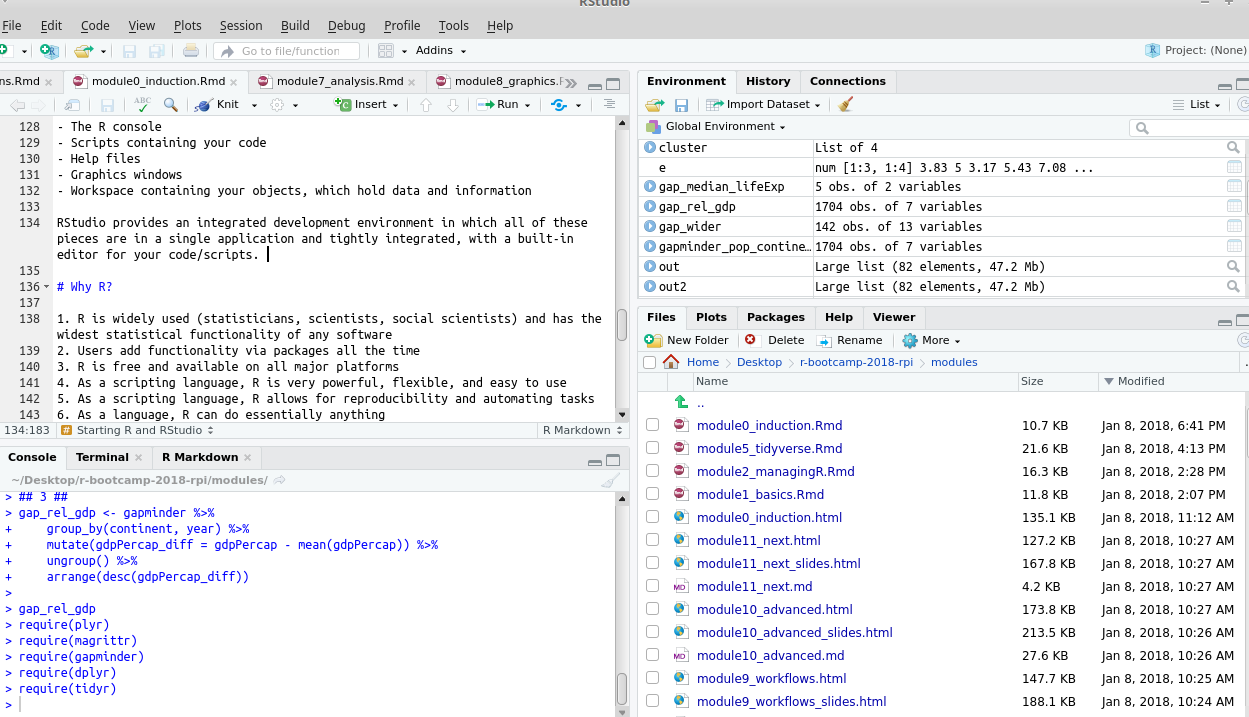 RStudio
File Edit Code View Plots Session Build Debug Profile Tools Help
Go to file/function Addins Project: (None)
ns.Rmd module0_induction.Rmd module7_analysis.Rmd module8_graphics.R
ABC Knit Insert Run
128 - The R console
129 - Scripts containing your code
130 - Help files
131 - Graphics windows
132 - Workspace containing your objects, which hold data and information
133
134 RStudio provides an integrated development environment in which all of these
pieces are in a single application and tightly integrated, with a built-in
editor for your code/scripts.
135
136 # Why R?
137
138 1. R is widely used (statisticians, scientists, social scientists) and has the
widest statistical functionality of any software
139 2. Users add functionality via packages all the time
140 3. R is free and available on all major platforms
141 4. As a scripting language, R is very powerful, flexible, and easy to use
142 5. As a scripting language, R allows for reproducibility and automating tasks
143 6. As a language, R can do essentially anything
134:183 # Starting R and RStudio R Markdown
Console Terminal R Markdown
~/Desktop/r-bootcamp-2018-rpi/modules/
> ## 3 ##
> gap_rel_gdp <- gapminder %>%
+ group_by(continent, year) %>%
+ mutate(gdpPercap_diff = gdpPercap - mean(gdpPercap)) %>%
+ ungroup() %>%
+ arrange(desc(gdpPercap_diff))
>
> gap_rel_gdp
> require(plyr)
> require(magrittr)
> require(gapminder)
> require(dplyr)
> require(tidyr)
>
Environment History Connections
Import Dataset List
Global Environment
cluster List of 4
e num [1:3, 1:4] 3.83 5 3.17 5.43 7.08 ...
gap_median_lifeExp 5 obs. of 2 variables
gap_rel_gdp 1704 obs. of 7 variables
gap_wider 142 obs. of 13 variables
gapminder_pop_contine… 1704 obs. of 7 variables
out Large list (82 elements, 47.2 Mb)
out2 Large list (82 elements, 47.2 Mb)
Files Plots Packages Help Viewer
New Folder Delete Rename More
Home Desktop r-bootcamp-2018-rpi modules
Name Size Modified
..
module0_induction.Rmd 10.7 KB Jan 8, 2018, 6:41 PM
module5_tidyverse.Rmd 21.6 KB Jan 8, 2018, 4:13 PM
module2_managingR.Rmd 16.3 KB Jan 8, 2018, 2:28 PM
module1_basics.Rmd 11.8 KB Jan 8, 2018, 2:07 PM
module0_induction.html 135.1 KB Jan 8, 2018, 11:12 AM
module11_next.html 127.2 KB Jan 8, 2018, 10:27 AM
module11_next_slides.html 167.8 KB Jan 8, 2018, 10:27 AM
MD module11_next.md 4.2 KB Jan 8, 2018, 10:27 AM
module10_advanced.html 173.8 KB Jan 8, 2018, 10:27 AM
module10_advanced_slides.html 213.5 KB Jan 8, 2018, 10:26 AM
MD module10_advanced.md 27.6 KB Jan 8, 2018, 10:26 AM
module9_workflows.html 147.7 KB Jan 8, 2018, 10:25 AM
module9_workflows_slides.html 188.1 KB Jan 8, 2018, 10:24 AM